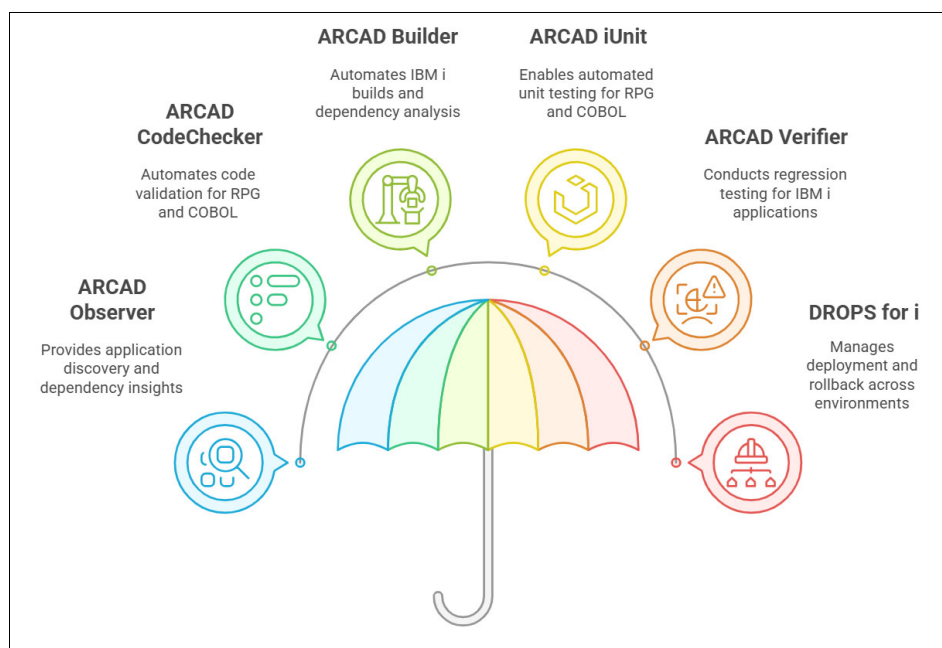 ARCAD Builder
Automates IBM i
builds and
dependency analysis
ARCAD iUnit
Enables automated
unit testing for RPG
and COBOL
ARCAD
CodeChecker
Automates code
validation for RPG
and COBOL
ARCAD Verifier
Conducts regression
testing for IBM i
applications
ARCAD
Observer
Provides application
discovery and
dependency insights
DROPS for i
Manages
deployment and
rollback across
environments